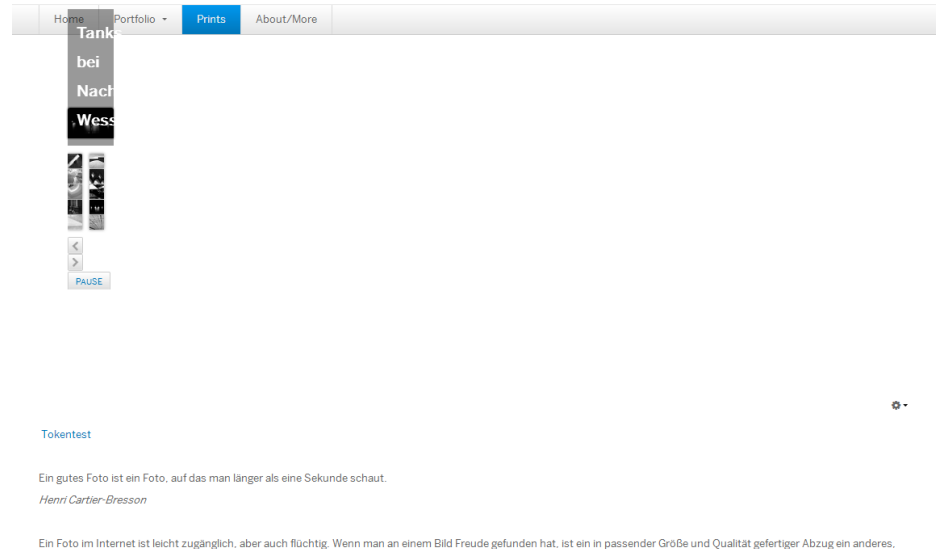 Home Portfolio Prints About/More
Tanks
bei
Nach
Wess
PAUSE
Tokentest
Ein gutes Foto ist ein Foto, auf das man länger als eine Sekunde schaut.
Henri Cartier-Bresson
Ein Foto im Internet ist leicht zugänglich, aber auch flüchtig. Wenn man an einem Bild Freude gefunden hat, ist ein in passender Größe und Qualität gefertiger Abzug ein anderes,